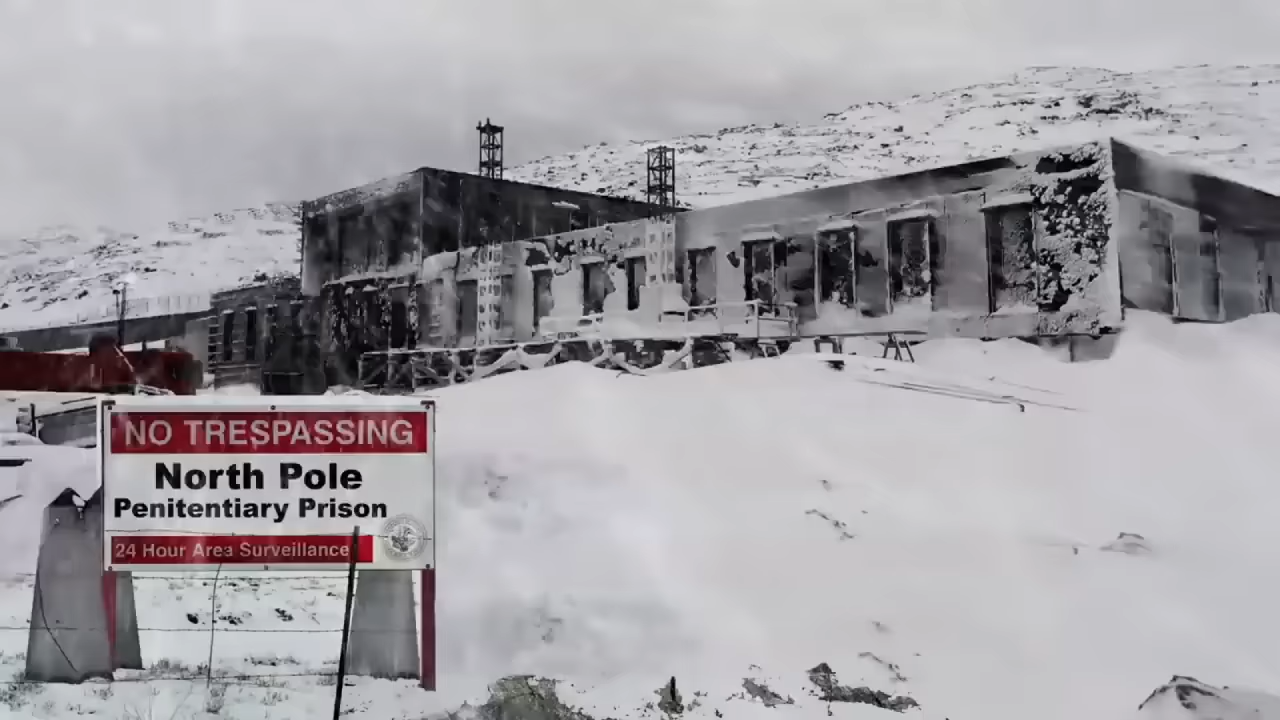 NO TRESPASSING
North Pole
Penitentiary Prison
24 Hour Area Surveillance